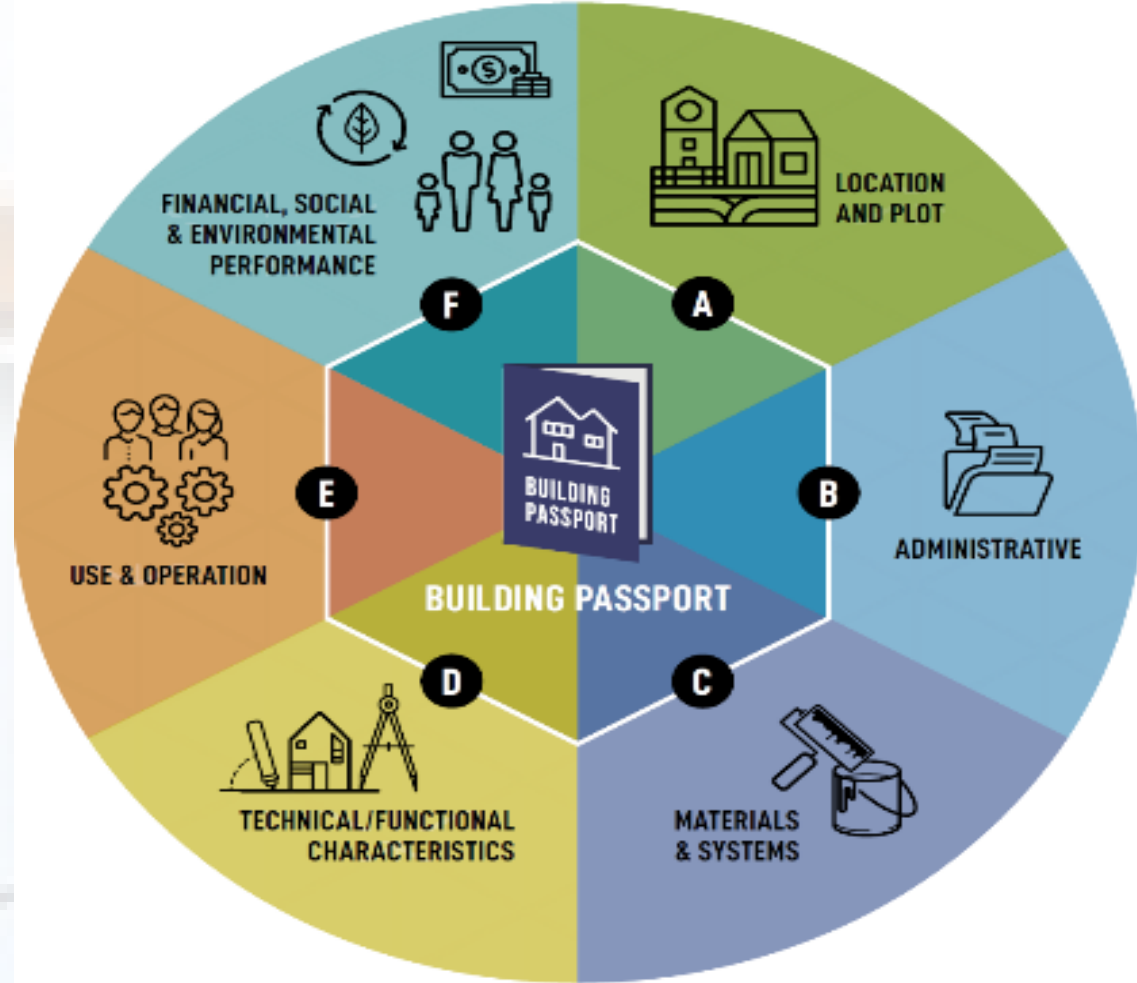 FINANCIAL, SOCIAL
& ENVIRONMENTAL
PERFORMANCE
F
LOCATION
AND PLOT
A
ADMINISTRATIVE
B
MATERIALS
& SYSTEMS
C
TECHNICAL/FUNCTIONAL
CHARACTERISTICS
D
USE & OPERATION
E
BUILDING
PASSPORT
BUILDING PASSPORT
$